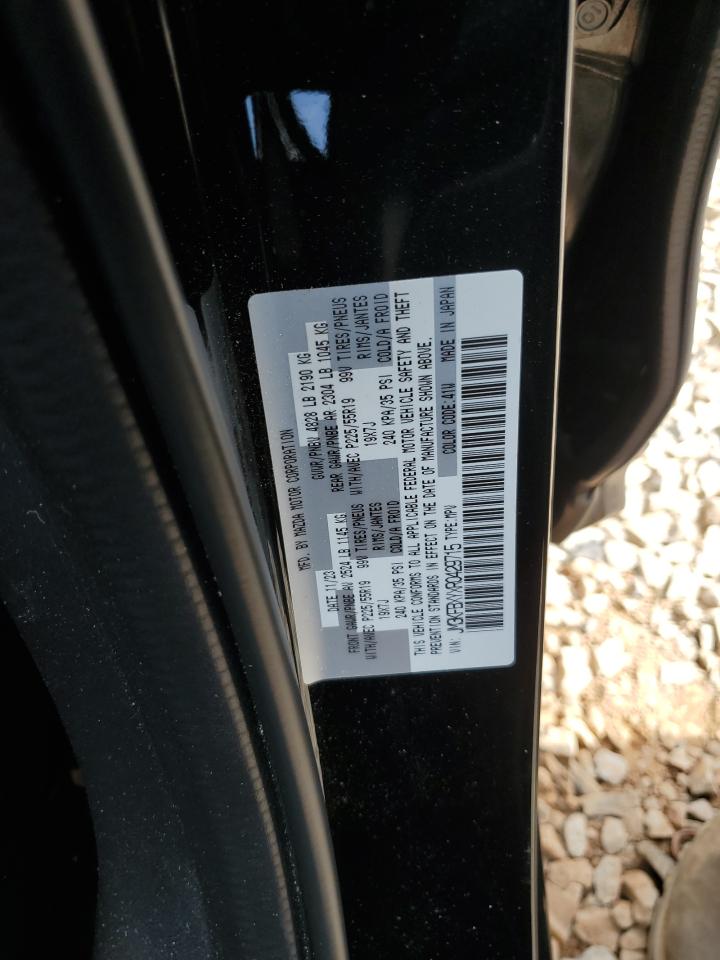 MFD. BY MAZDA MOTOR CORPORATION
DATE 11/23 GVWR/PNBV 4828 LB 2190 KG
FRONT GAWR/PNBE AV 2524 LB 1145 KG REAR GAWR/PNBE AR 2304 LB 1045 KG
WITH/AVEC P225/55R19 99V TIRES/PNEUS WITH/AVEC P225/55R19 99V TIRES/PNEUS
19X7J RIMS/JANTES 19X7J RIMS/JANTES
240 KPA/35 PSI COLD/A FROID 240 KPA/35 PSI COLD/A FROID
THIS VEHICLE CONFORMS TO ALL APPLICABLE FEDERAL MOTOR VEHICLE SAFETY AND THEFT
PREVENTION STANDARDS IN EFFECT ON THE DATE OF MANUFACTURE SHOWN ABOVE.
COLOR CODE:41W MADE IN JAPAN
VIN: TYPE:MPV